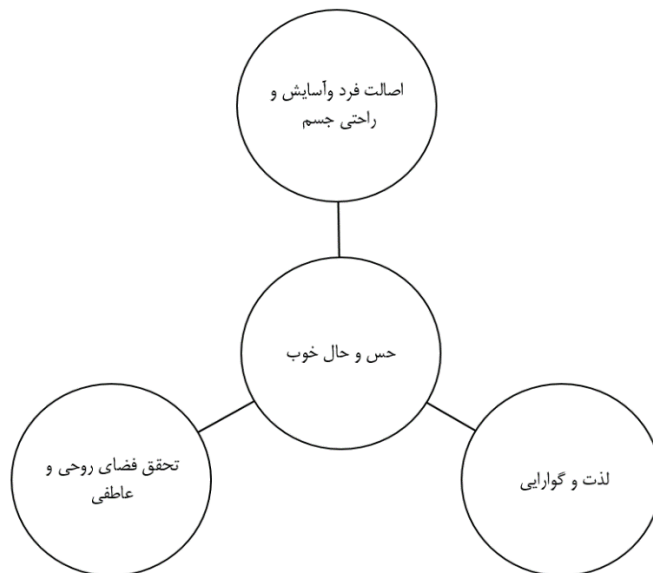 اصالت فرد وآسایش و
راحتی جسم
حس و حال خوب
تحقق فضای روحی و
عاطفی
لذت و گوارایی